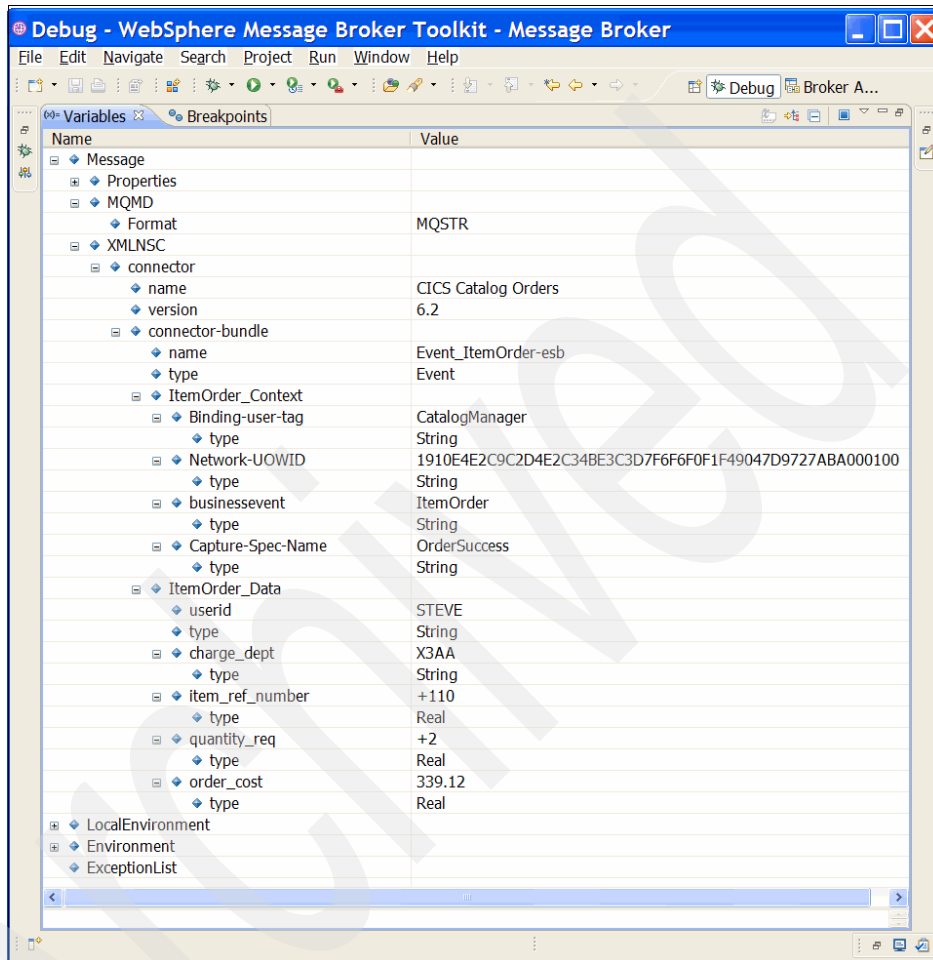 Debug - WebSphere Message Broker Toolkit - Message Broker
File Edit Navigate Search Project Run Window Help
Debug Broker A...
Variables Breakpoints
Name Value
Message
Properties
MQMD
Format MQSTR
XMLNSC
connector
name CICS Catalog Orders
version 6.2
connector-bundle
name Event_ItemOrder-esb
type Event
ItemOrder_Context
Binding-user-tag CatalogManager
type String
Network-UOWID 1910E4E2C9C2D4E2C34BE3C3D7F6F6F0F1F49047D9727ABA000100
type String
businessevent ItemOrder
type String
Capture-Spec-Name OrderSuccess
type String
ItemOrder_Data
userid STEVE
type String
charge_dept X3AA
type String
item_ref_number +110
type Real
quantity_req +2
type Real
order_cost 339.12
type Real
LocalEnvironment
Environment
ExceptionList
Archived